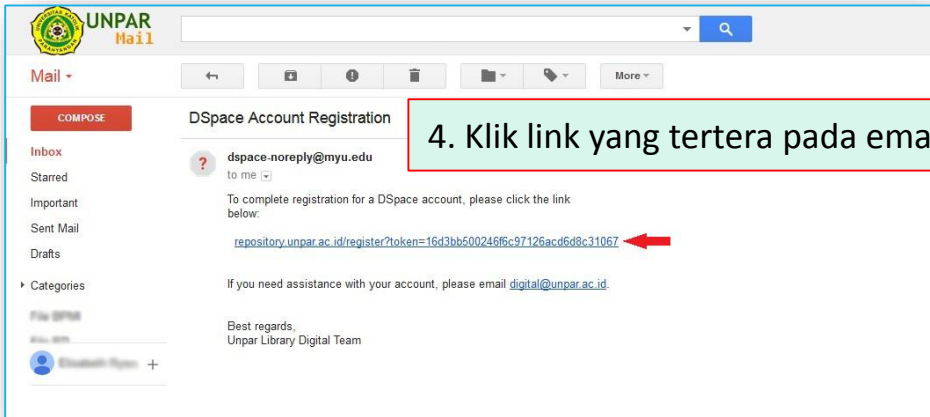 UNPAR
Mail
Mail
More
COMPOSE
DSpace Account Registration
4. Klik link yang tertera pada ema
Inbox
Starred
Important
Sent Mail
Drafts
Categories
dspace-noreply@myu.edu
to me
To complete registration for a DSpace account, please click the link
below:
repository.unpar.ac.id/register?token=16d3bb500246f6c97126acd6d8c31067
If you need assistance with your account, please email digital@unpar.ac.id.
Best regards,
Unpar Library Digital Team